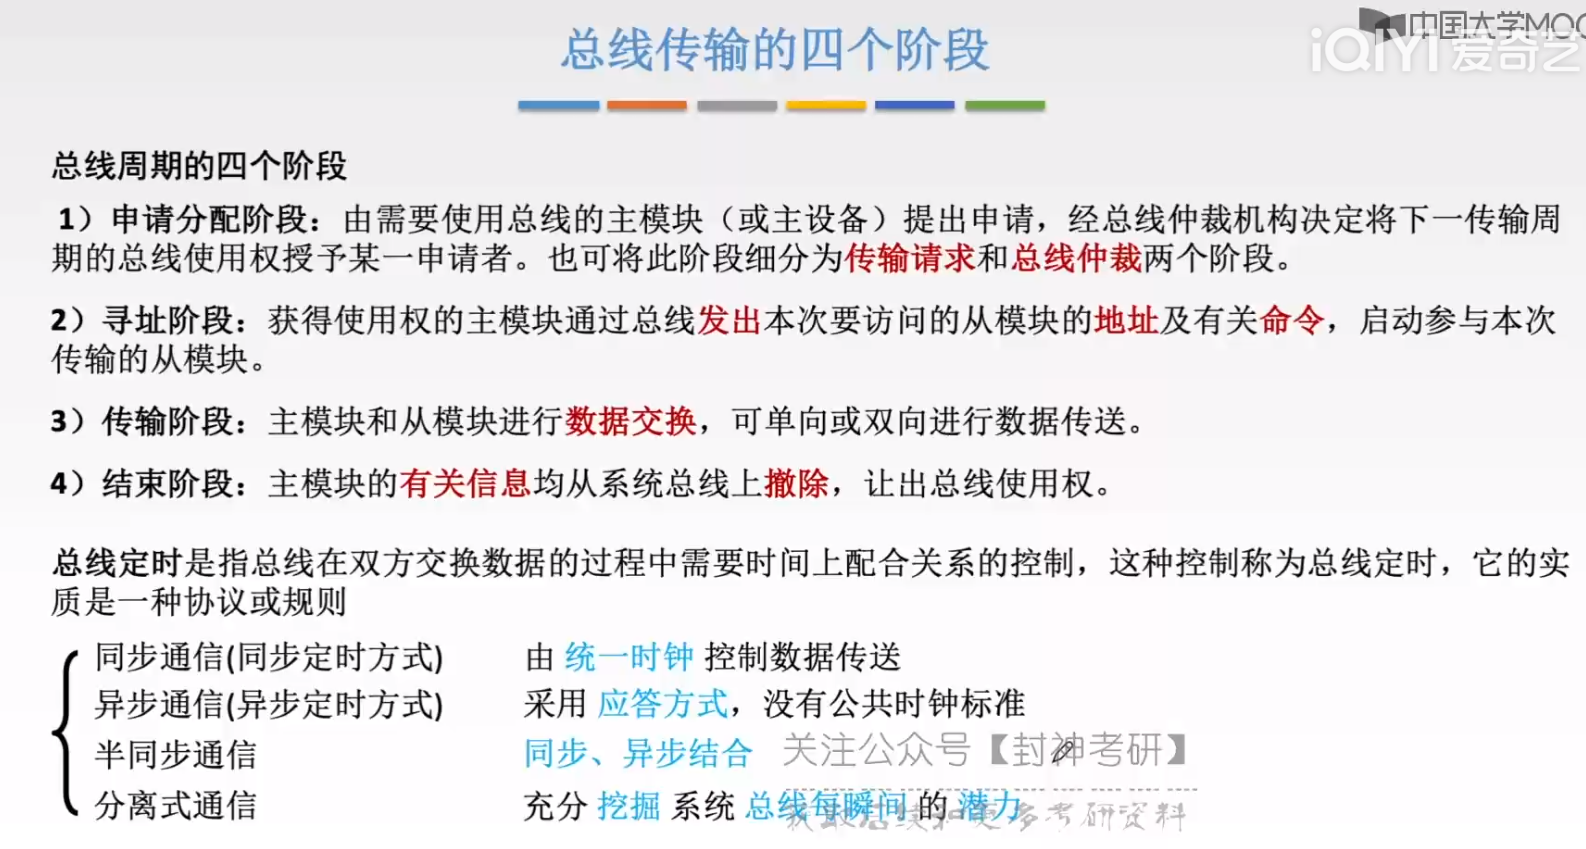 中国大学MOC
iQIYI 爱奇艺
总线传输的四个阶段
总线周期的四个阶段
1）申请分配阶段：由需要使用总线的主模块（或主设备）提出申请，经总线仲裁机构决定将下一传输周
期的总线使用权授予某一申请者。也可将此阶段细分为传输请求和总线仲裁两个阶段。
2）寻址阶段：获得使用权的主模块通过总线发出本次要访问的从模块的地址及有关命令，启动参与本次
传输的从模块。
3）传输阶段：主模块和从模块进行数据交换，可单向或双向进行数据传送。
4）结束阶段：主模块的有关信息均从系统总线上撤除，让出总线使用权。
总线定时是指总线在双方交换数据的过程中需要时间上配合关系的控制，这种控制称为总线定时，它的实
质是一种协议或规则
同步通信(同步定时方式) 由 统一时钟 控制数据传送
异步通信(异步定时方式) 采用 应答方式，没有公共时钟标准
半同步通信 同步、异步结合 关注公众号【封神考研】
分离式通信 充分 挖掘 系统 总线每瞬间 的 潜力
获取后续和更多考研资料